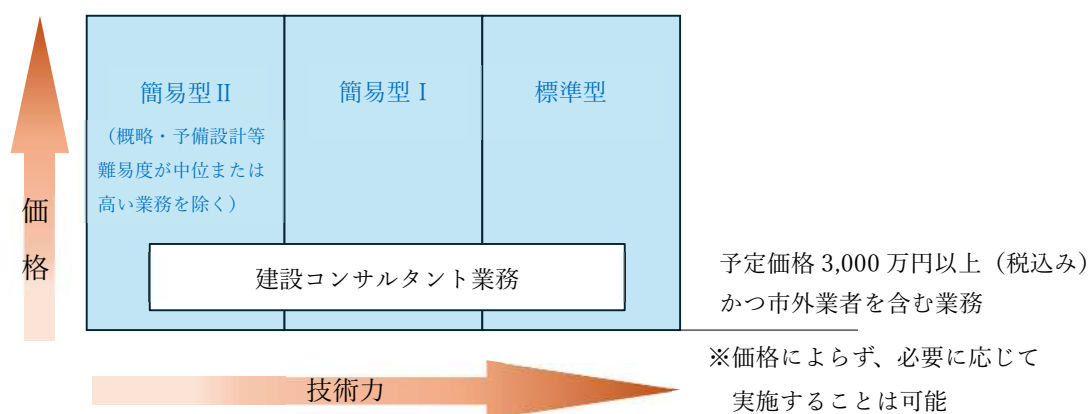 簡易型Ⅱ
（概略・予備設計等
難易度が中位または
高い業務を除く）
簡易型Ⅰ
標準型
価
格
建設コンサルタント業務
予定価格 3,000 万円以上（税込み）
かつ市外業者を含む業務
※価格によらず、必要に応じて
実施することは可能
技術力